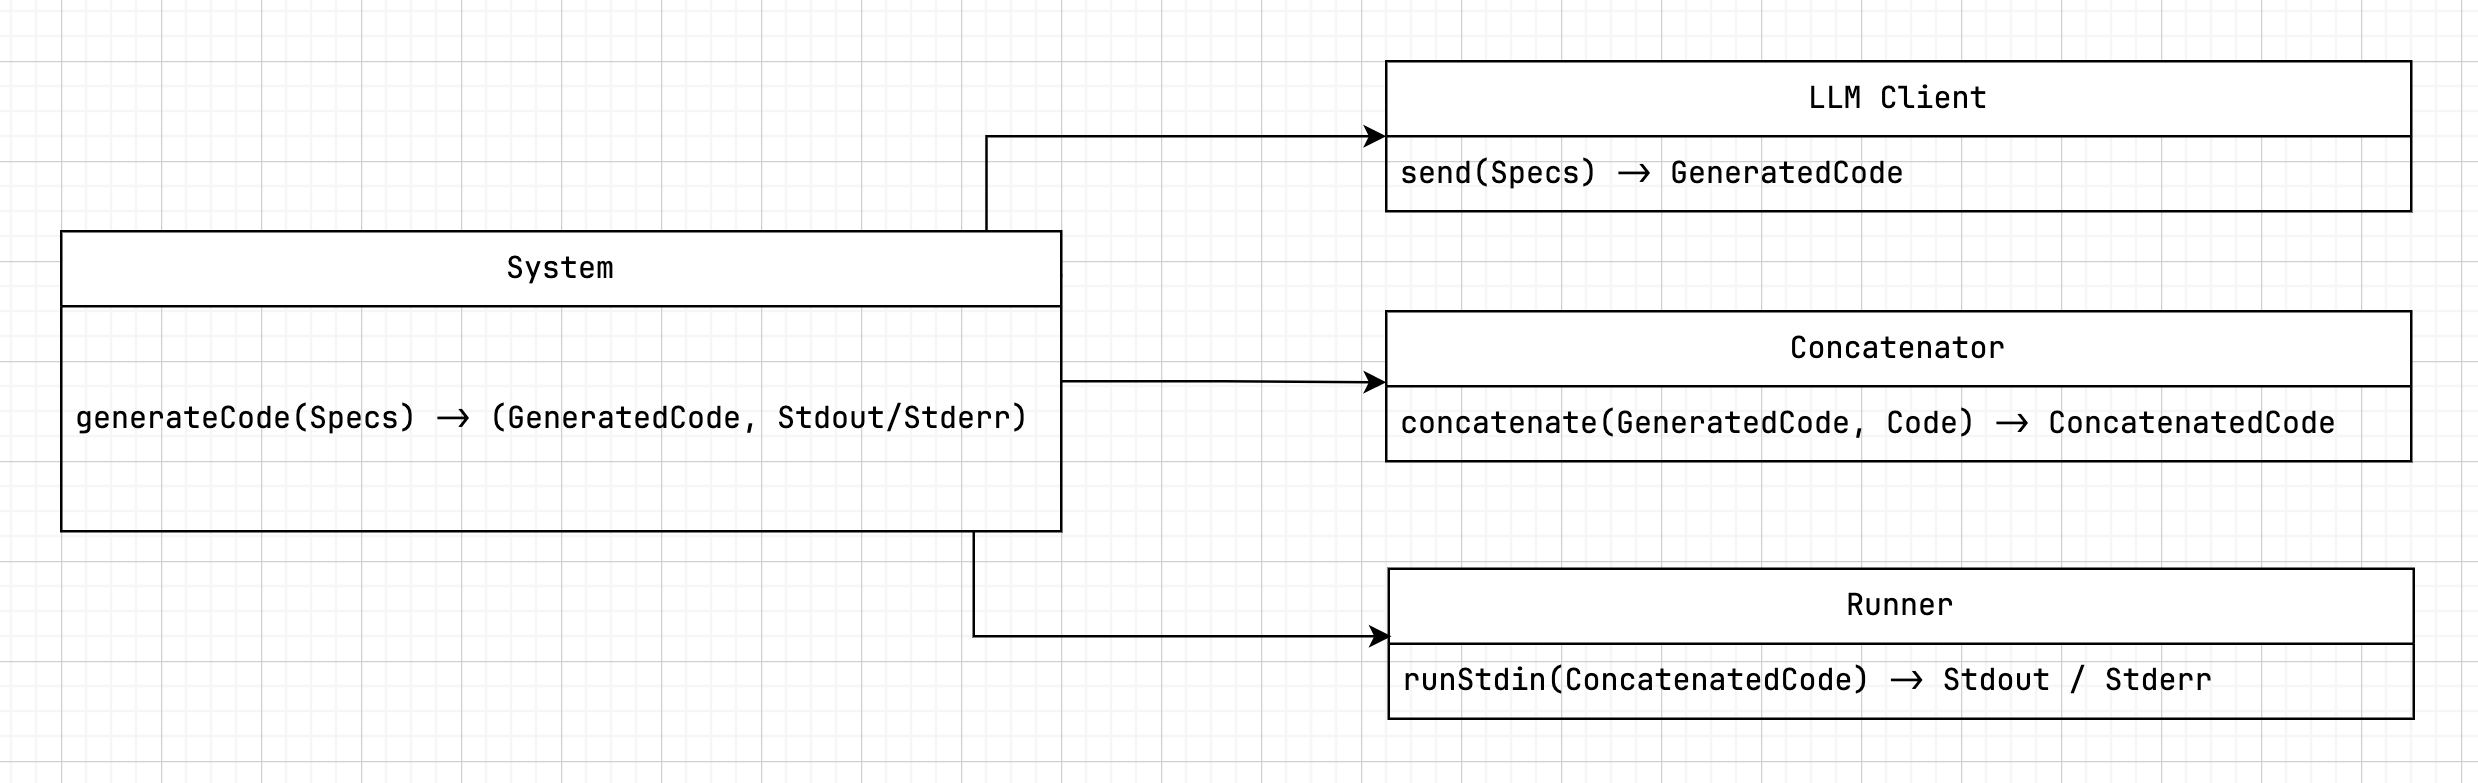 LLM Client
send(Specs) → GeneratedCode
System
generateCode(Specs) → (GeneratedCode, Stdout/Stderr)
Concatenator
concatenate(GeneratedCode, Code) → ConcatenatedCode
Runner
runStdin(ConcatenatedCode) → Stdout / Stderr